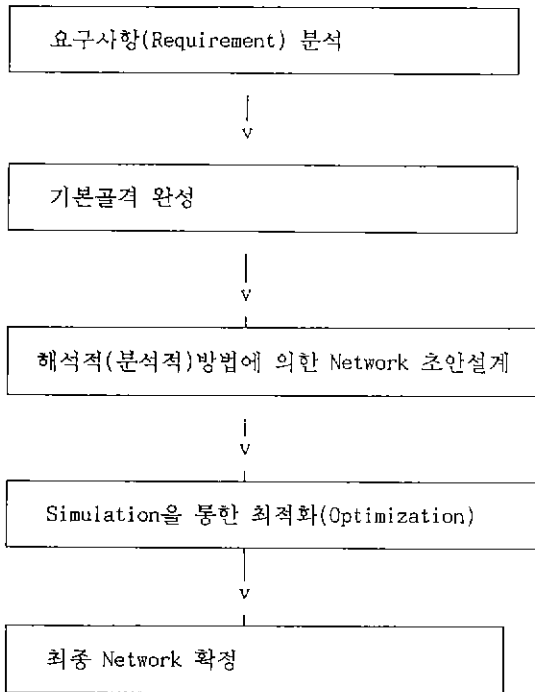 요구사항(Requirement) 분석
기본골격 완성
해석적(분석적)방법에 의한 Network 초안설계
Simulation을 통한 최적화(Optimization)
최종 Network 확정